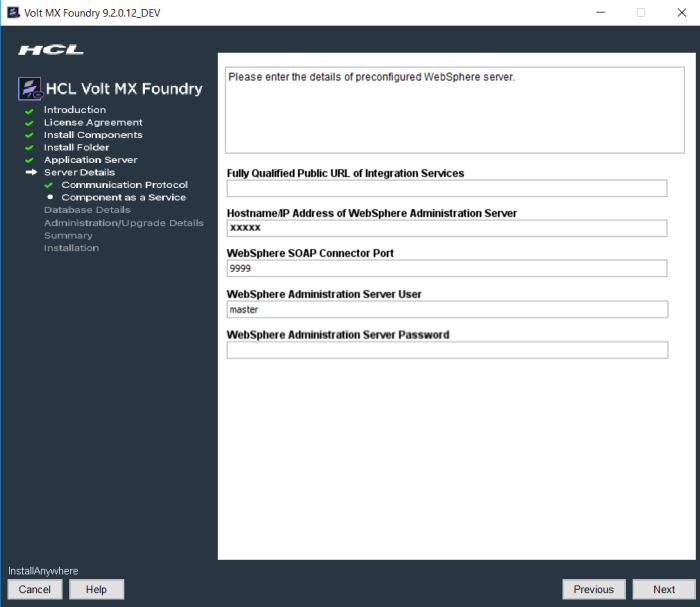 Volt MX Foundry 9.2.0.12_DEV
HCL
HCL Volt MX Foundry
Introduction
License Agreement
Install Components
Install Folder
Application Server
Server Details
Communication Protocol
Component as a Service
Database Details
Administration/Upgrade Details
Summary
Installation
Please enter the details of preconfigured WebSphere server.
Fully Qualified Public URL of Integration Services
Hostname/IP Address of WebSphere Administration Server
xxxxx
WebSphere SOAP Connector Port
9999
WebSphere Administration Server User
master
WebSphere Administration Server Password
InstallAnywhere
Cancel
Help
Previous
Next